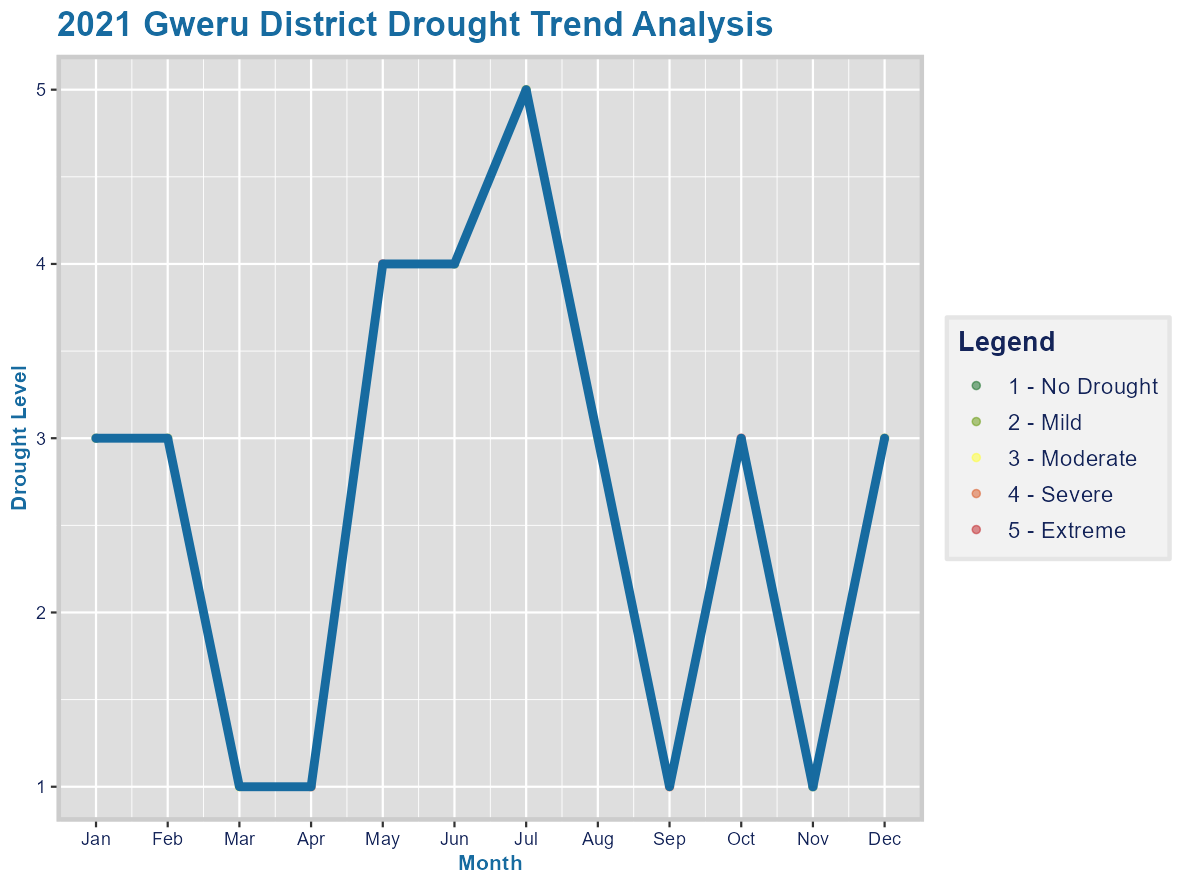 2021 Gweru District Drought Trend Analysis
Drought Level
5
4
3
2
1
Jan Feb Mar Apr May Jun Jul Aug Sep Oct Nov Dec
Month
Legend
1 - No Drought
2 - Mild
3 - Moderate
4 - Severe
5 - Extreme